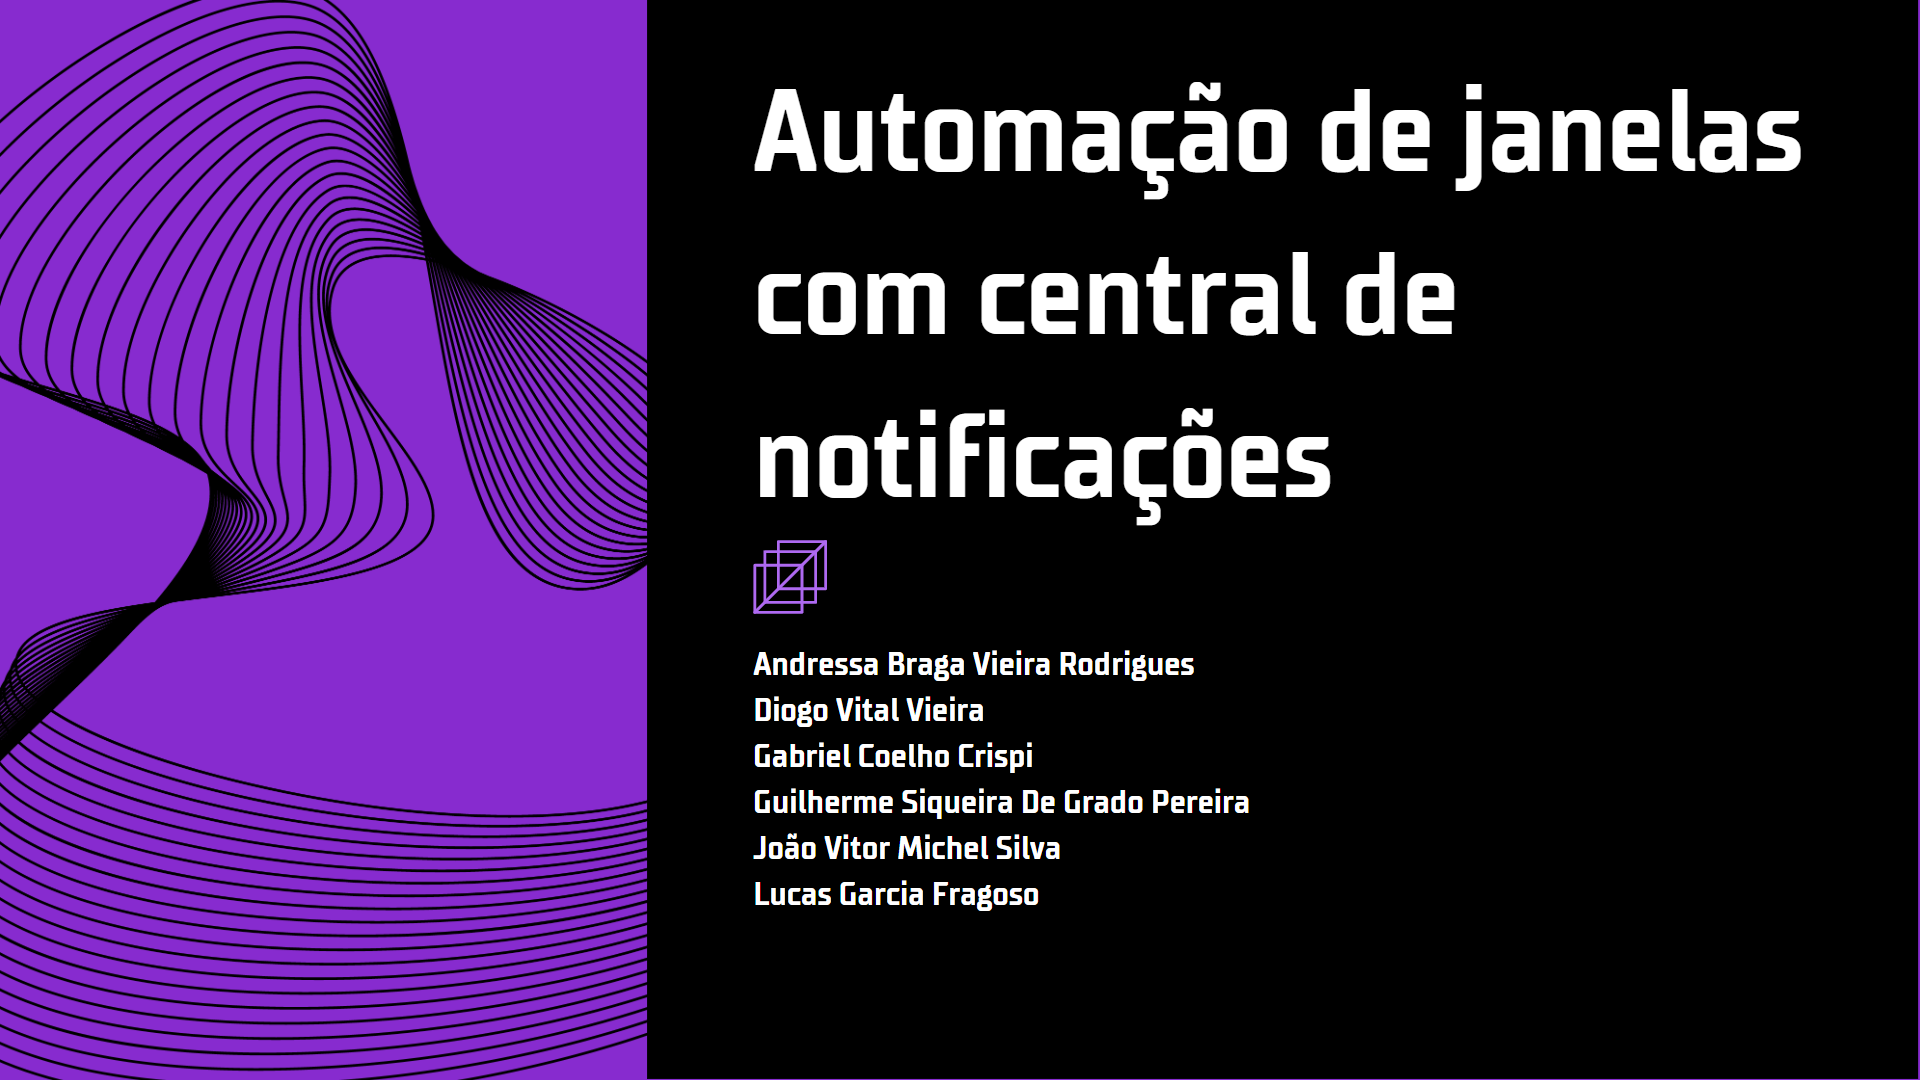 Automação de janelas
com central de
notificações
Andressa Braga Vieira Rodrigues
Diogo Vital Vieira
Gabriel Coelho Crispi
Guilherme Siqueira De Grado Pereira
João Vitor Michel Silva
Lucas Garcia Fragoso